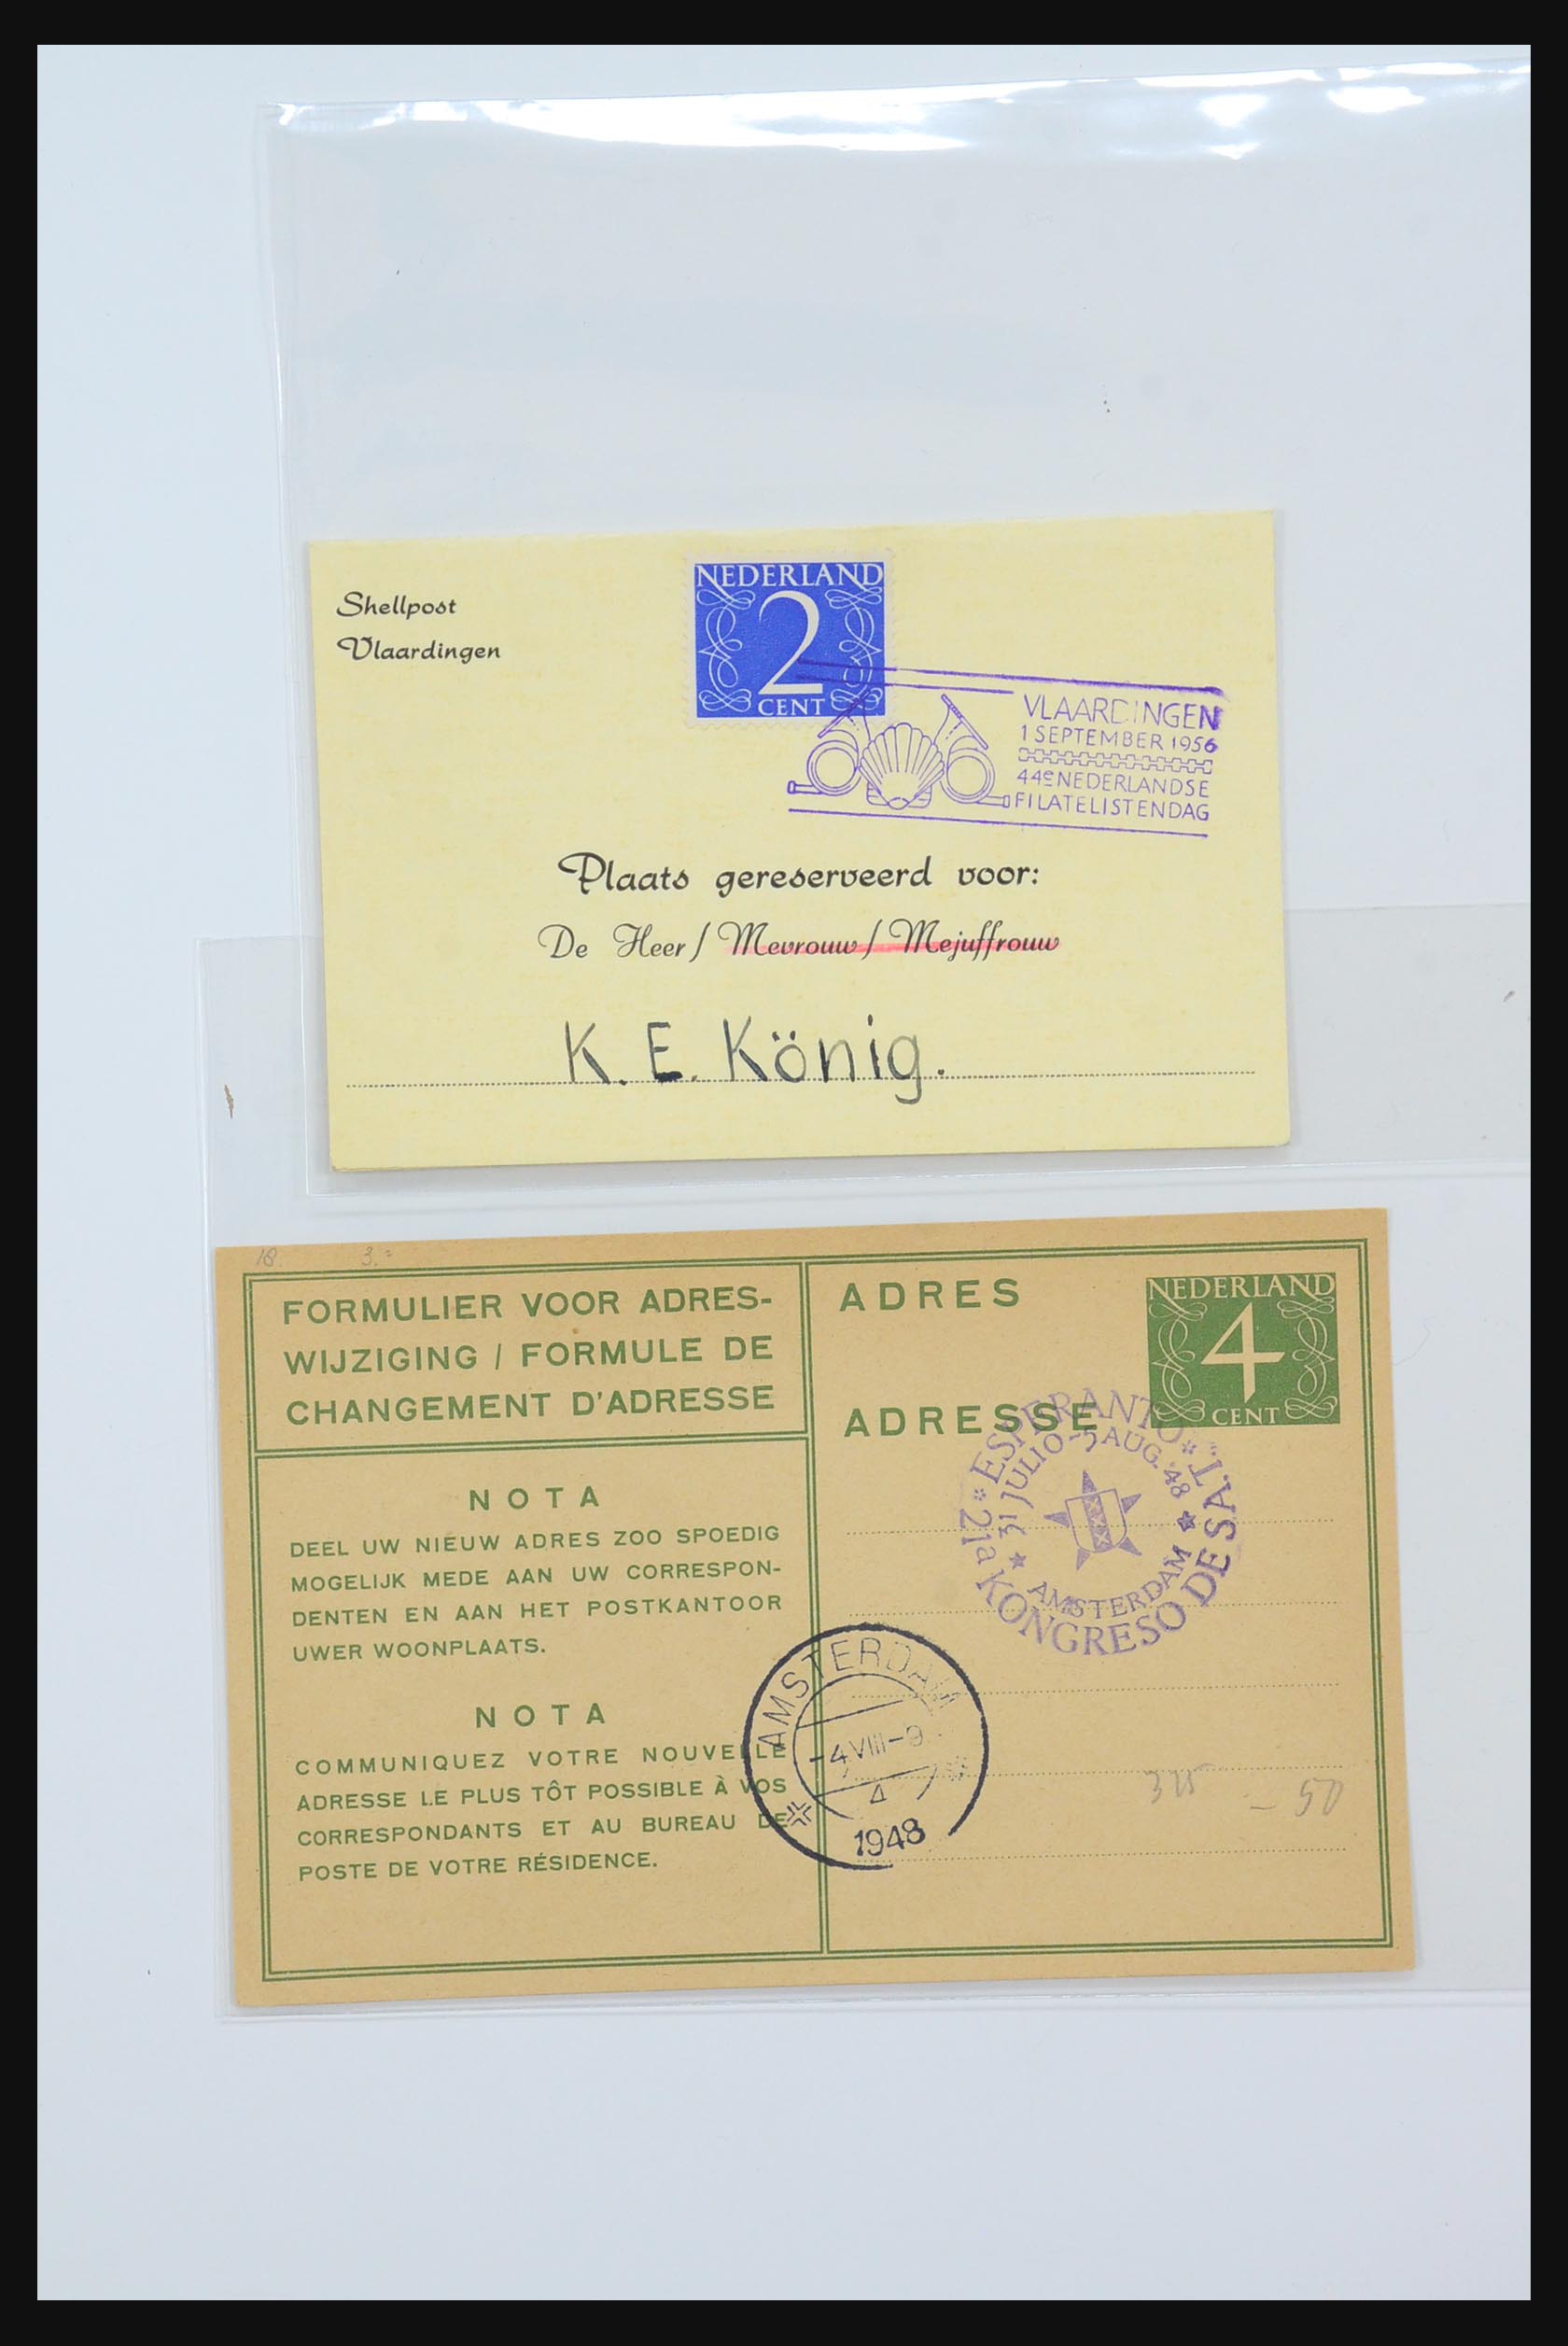 Shellpost
Vlaardingen
NEDERLAND
2
CENT
VLAARDINGEN
1 SEPTEMBER 1956
44e NEDERLANDSE
FILATELISTENDAG
Plaats gereserveerd voor:
De Heer / Mevrouw / Mejuffrouw
K. E. König.
18. 3.=
FORMULIER VOOR ADRES-
WIJZIGING / FORMULE DE
CHANGEMENT D'ADRESSE
NOTA
DEEL UW NIEUW ADRES ZOO SPOEDIG
MOGELIJK MEDE AAN UW CORRESPON-
DENTEN EN AAN HET POSTKANTOOR
UWER WOONPLAATS.
NOTA
COMMUNIQUEZ VOTRE NOUVELLE
ADRESSE LE PLUS TÔT POSSIBLE À VOS
CORRESPONDANTS ET AU BUREAU DE
POSTE DE VOTRE RÉSIDENCE.
ADRES
ADRESSE
NEDERLAND
4
CENT
* ESPERANTO *
21a KONGRESO DE S.A.T.
31 JULIO-5 AUG. '48
AMSTERDAM
AMSTERDAM
-4 VIII-9
4
1948